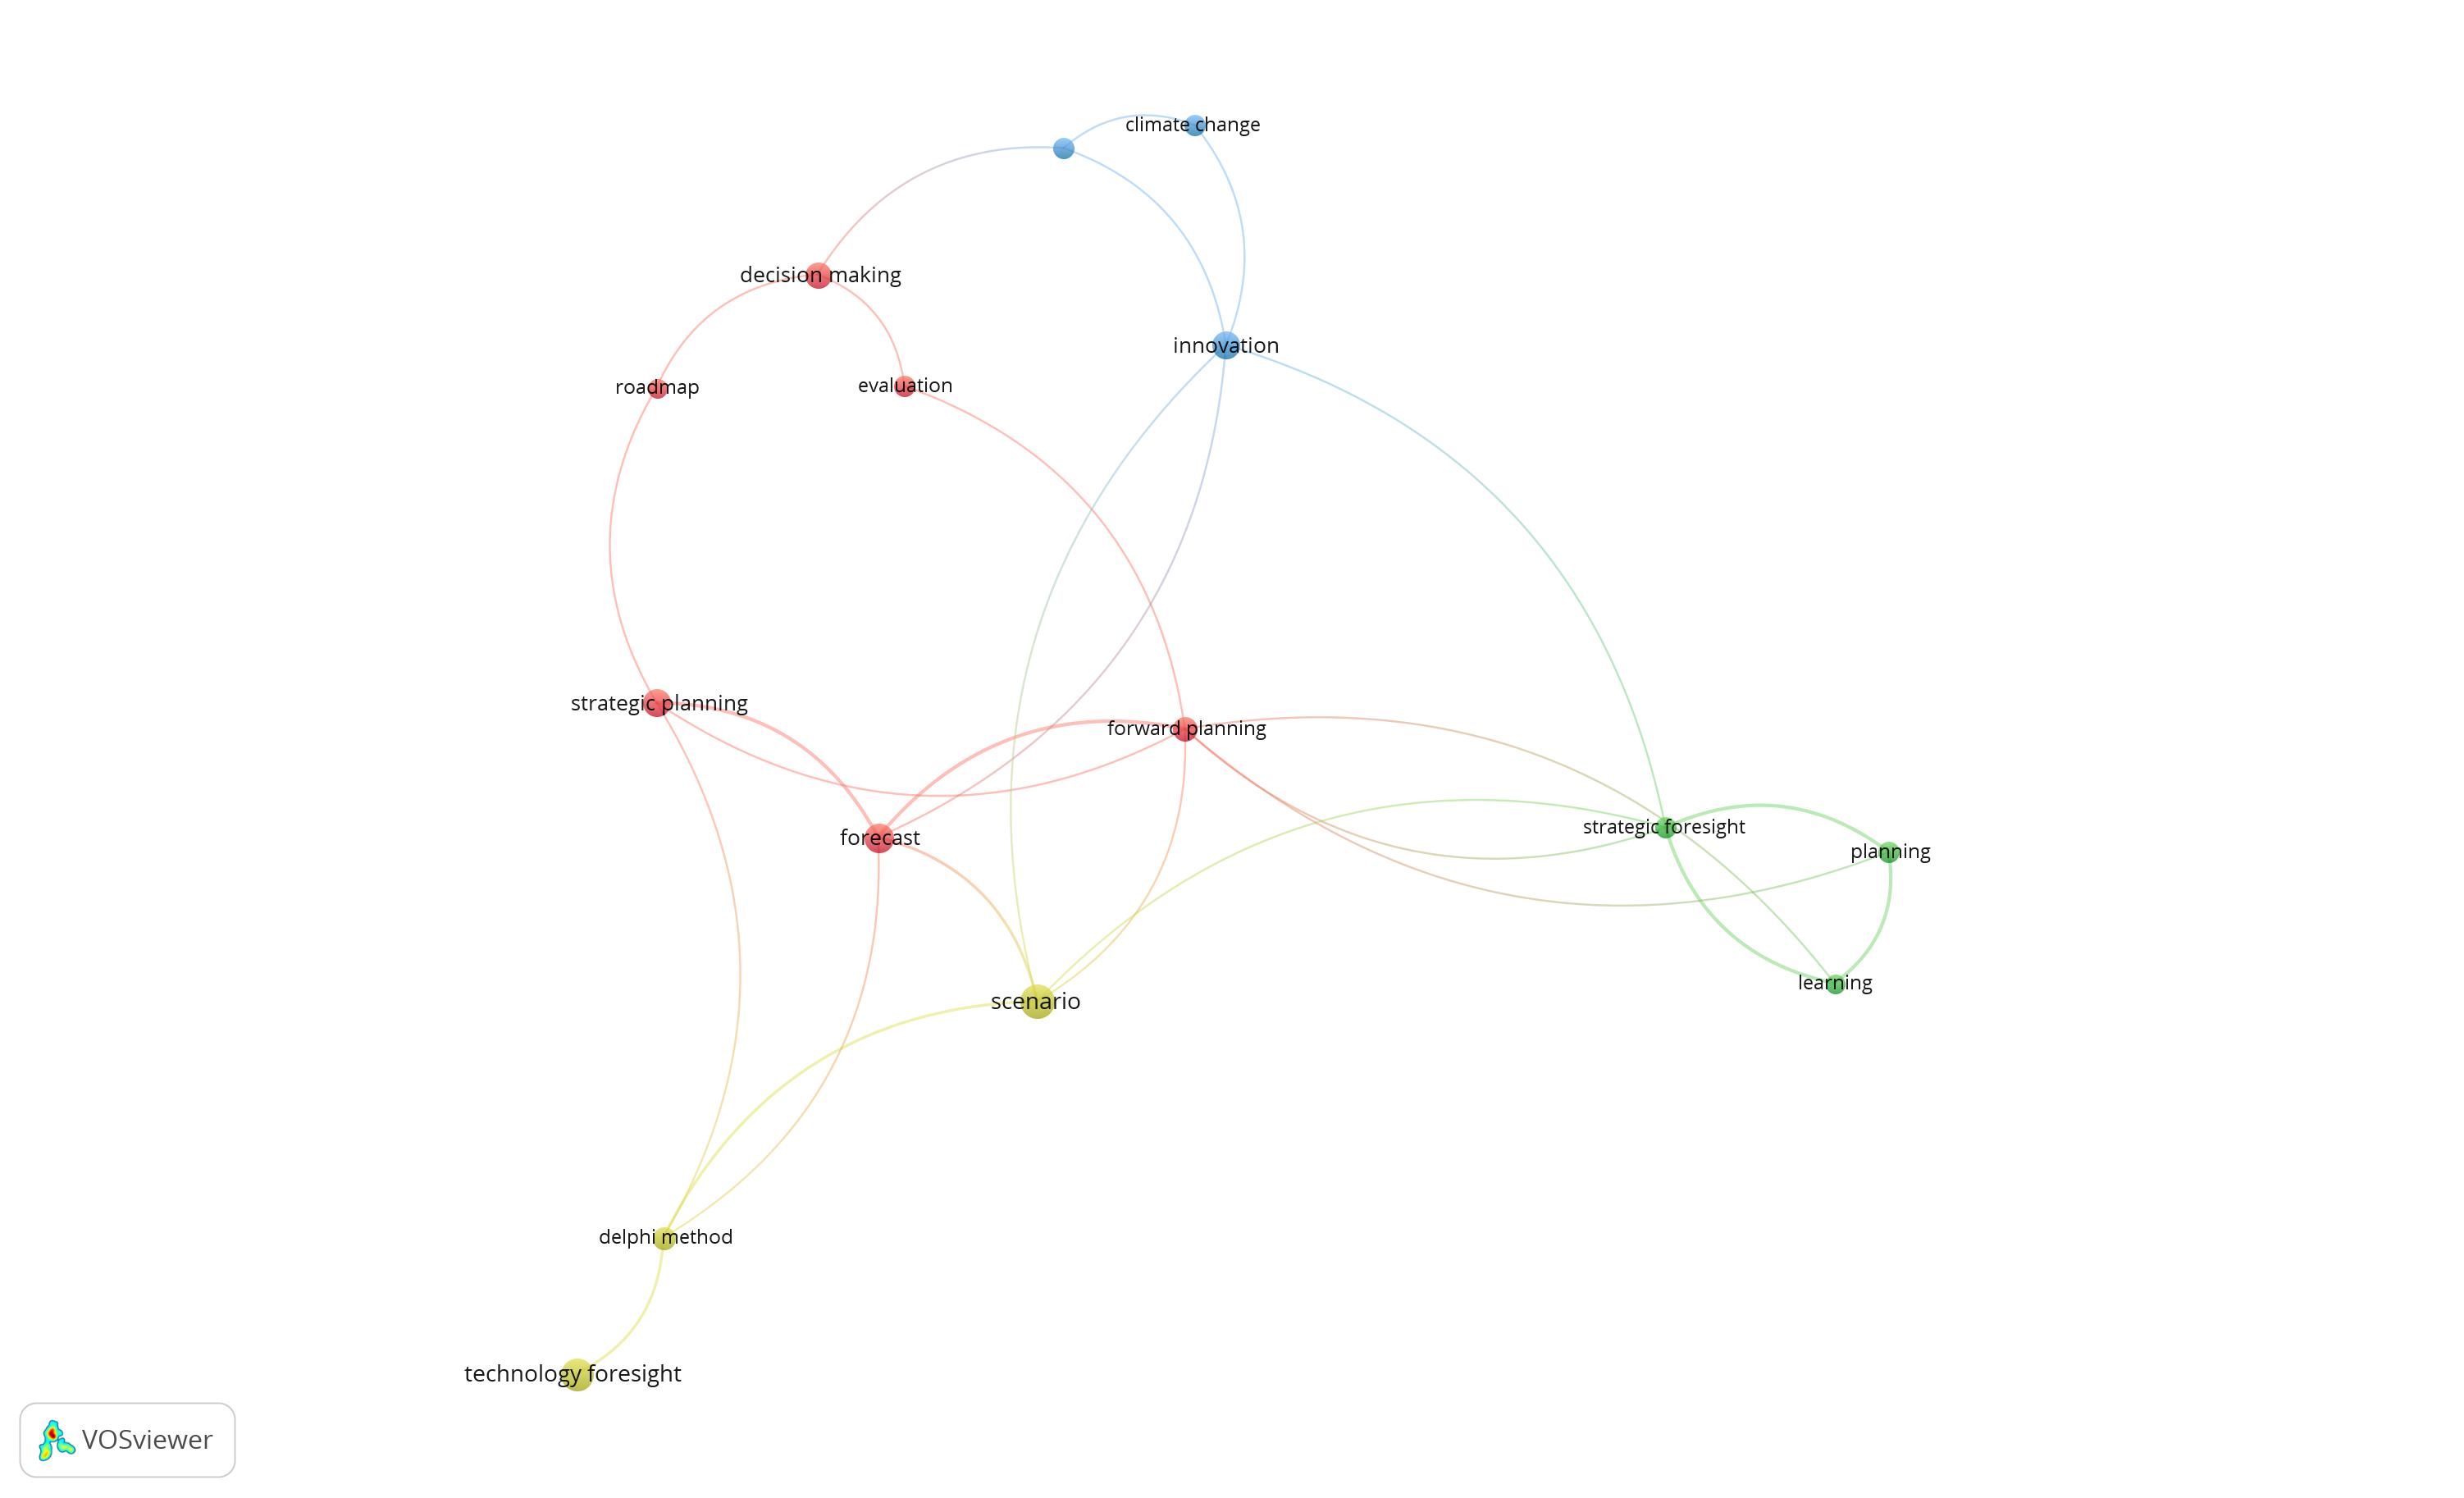 climate change
decision making
innovation
roadmap
evaluation
strategic planning
forward planning
forecast
strategic foresight
planning
learning
scenario
delphi method
technology foresight
VOSviewer